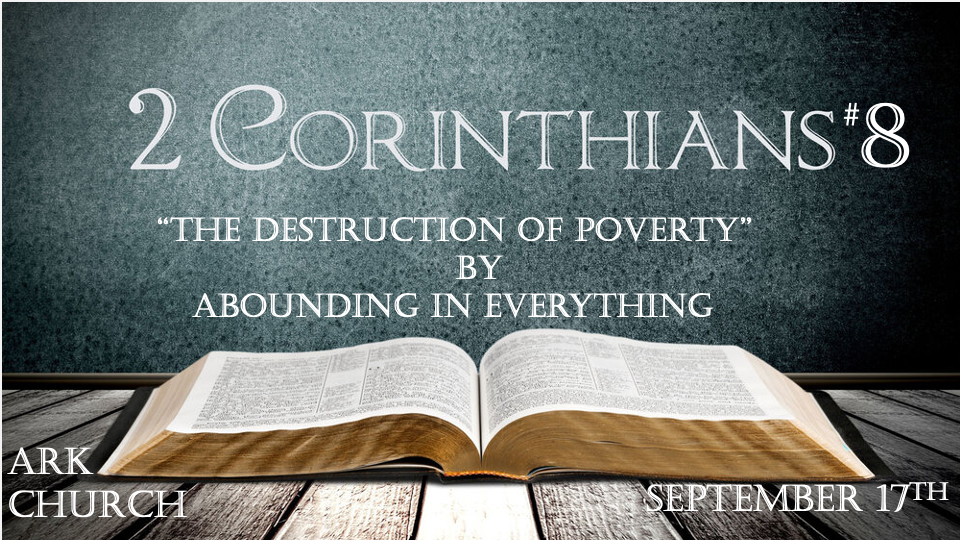 2 Corinthians #8
“The Destruction of Poverty”
By
Abounding in Everything
Ark
Church
September 17th